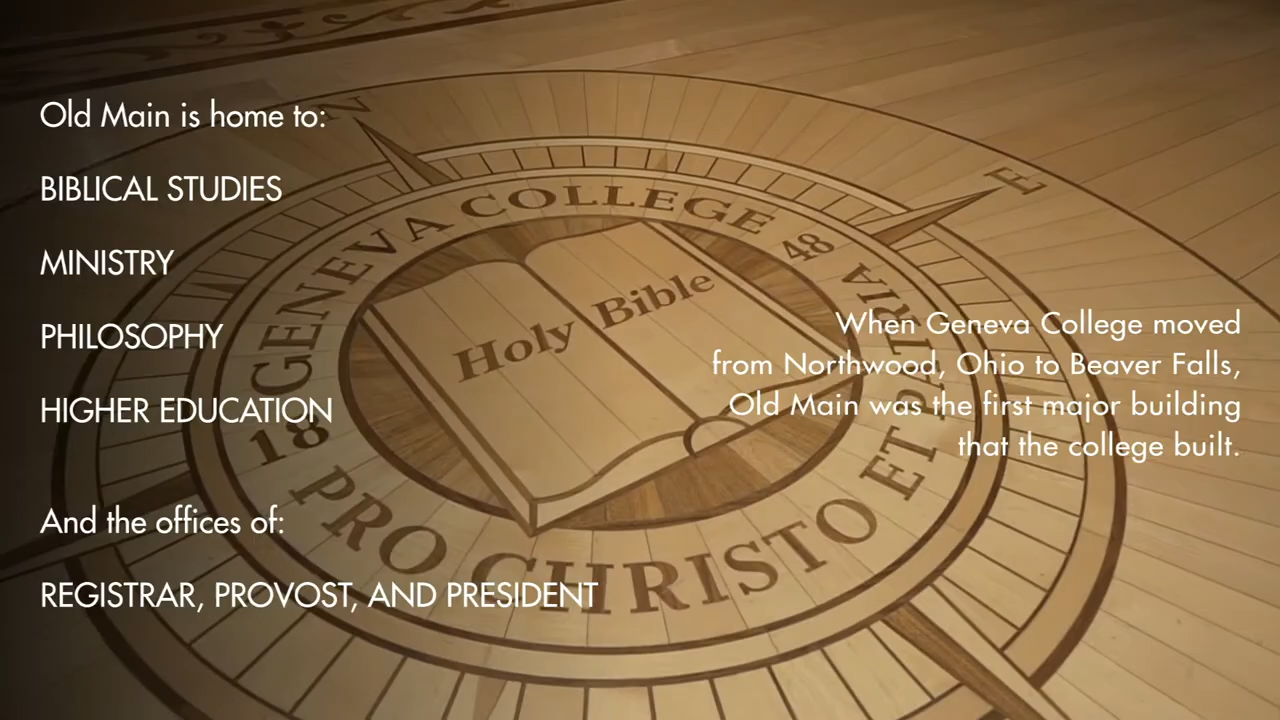 Old Main is home to:
BIBLICAL STUDIES
MINISTRY
PHILOSOPHY
HIGHER EDUCATION
And the offices of:
REGISTRAR, PROVOST, AND PRESIDENT
When Geneva College moved
from Northwood, Ohio to Beaver Falls,
Old Main was the first major building
that the college built.
N
E
GENEVA COLLEGE
18 48
PRO CHRISTO ET PATRIA
Holy Bible